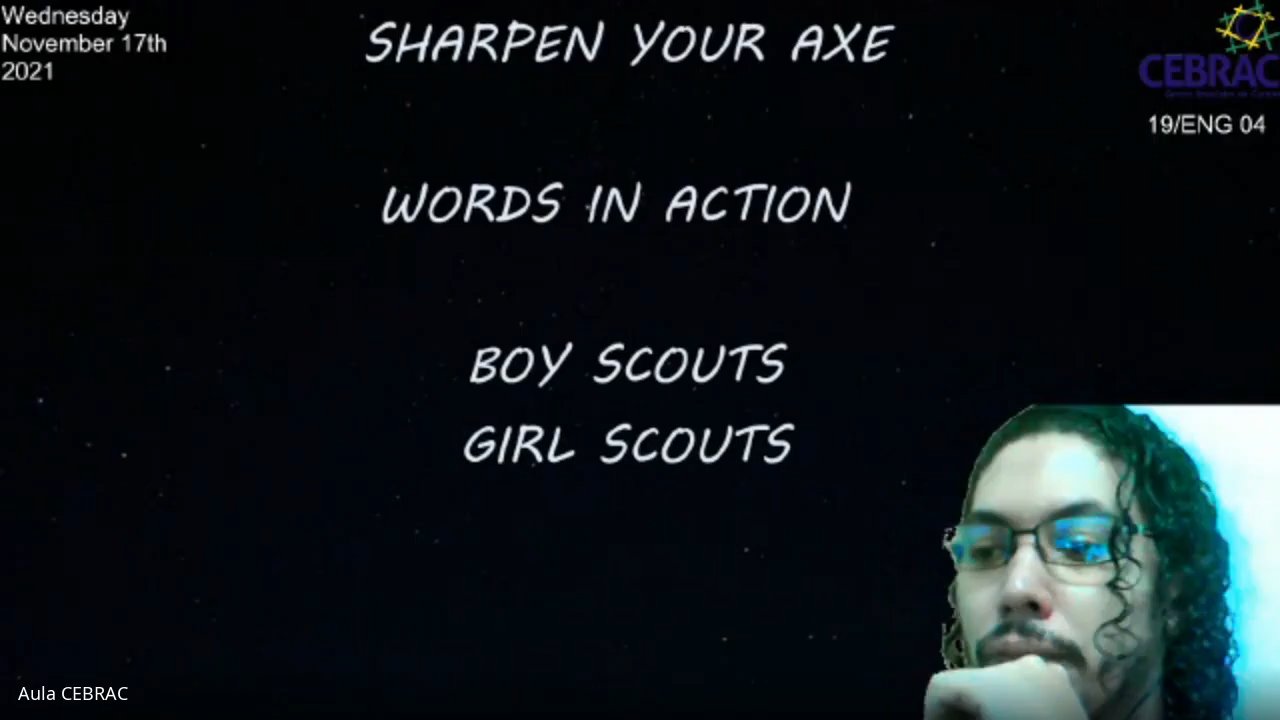 Wednesday
November 17th
2021
SHARPEN YOUR AXE
CEBRAC
19/ENG 04
WORDS IN ACTION
BOY SCOUTS
GIRL SCOUTS
Aula CEBRAC